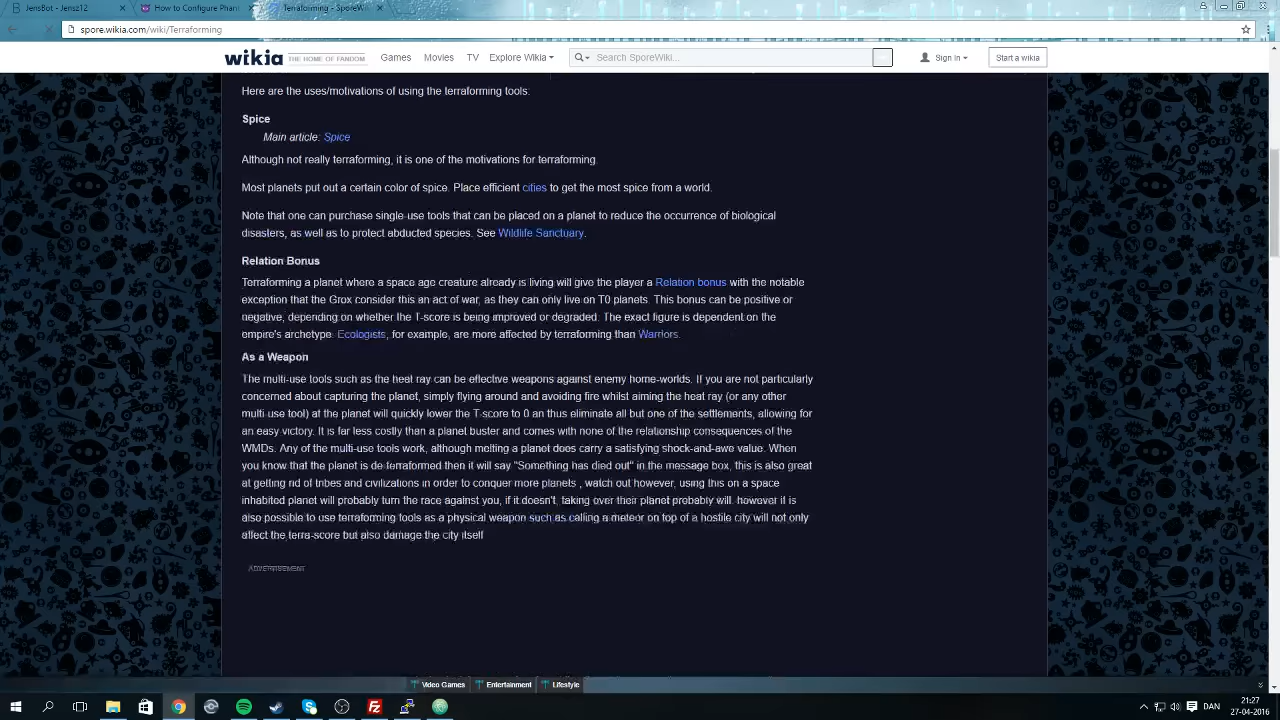 JensBot - Jensz12
How to Configure Phant
Terraforming - SporeW
spore.wikia.com/wiki/Terraforming
wikia THE HOME OF FANDOM Games Movies TV Explore Wikia Search SporeWiki... Sign In Start a wikia
Here are the uses/motivations of using the terraforming tools:
Spice
Main article: Spice
Although not really terraforming, it is one of the motivations for terraforming.
Most planets put out a certain color of spice. Place efficient cities to get the most spice from a world.
Note that one can purchase single-use tools that can be placed on a planet to reduce the occurrence of biological
disasters, as well as to protect abducted species. See Wildlife Sanctuary.
Relation Bonus
Terraforming a planet where a space age creature already is living will give the player a Relation bonus with the notable
exception that the Grox consider this an act of war, as they can only live on T0 planets. This bonus can be positive or
negative, depending on whether the T-score is being improved or degraded. The exact figure is dependent on the
empire's archetype. Ecologists, for example, are more affected by terraforming than Warriors.
As a Weapon
The multi-use tools such as the heat ray can be effective weapons against enemy home-worlds. If you are not particularly
concerned about capturing the planet, simply flying around and avoiding fire whilst aiming the heat ray (or any other
multi-use tool) at the planet will quickly lower the T-score to 0 an thus eliminate all but one of the settlements, allowing for
an easy victory. It is far less costly than a planet buster and comes with none of the relationship consequences of the
WMDs. Any of the multi-use tools work, although melting a planet does carry a satisfying shock-and-awe value. When
you know that the planet is de-terraformed then it will say "Something has died out" in the message box, this is also great
at getting rid of tribes and civilizations in order to conquer more planets , watch out however, using this on a space
inhabited planet will probably turn the race against you, if it doesn't, taking over their planet probably will. however it is
also possible to use terraforming tools as a physical weapon such as calling a meteor on top of a hostile city will not only
affect the terra-score but also damage the city itself
ADVERTISEMENT
Video Games Entertainment Lifestyle
DAN
21:27
27-04-2016